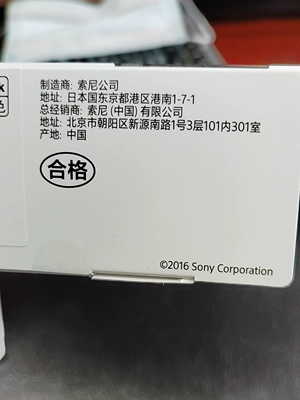 制造商: 索尼公司
地址: 日本国东京都港区港南1-7-1
总经销商: 索尼 (中国) 有限公司
地址: 北京市朝阳区新源南路1号3层101内301室
产地: 中国
k
色
合格
©2016 Sony Corporation